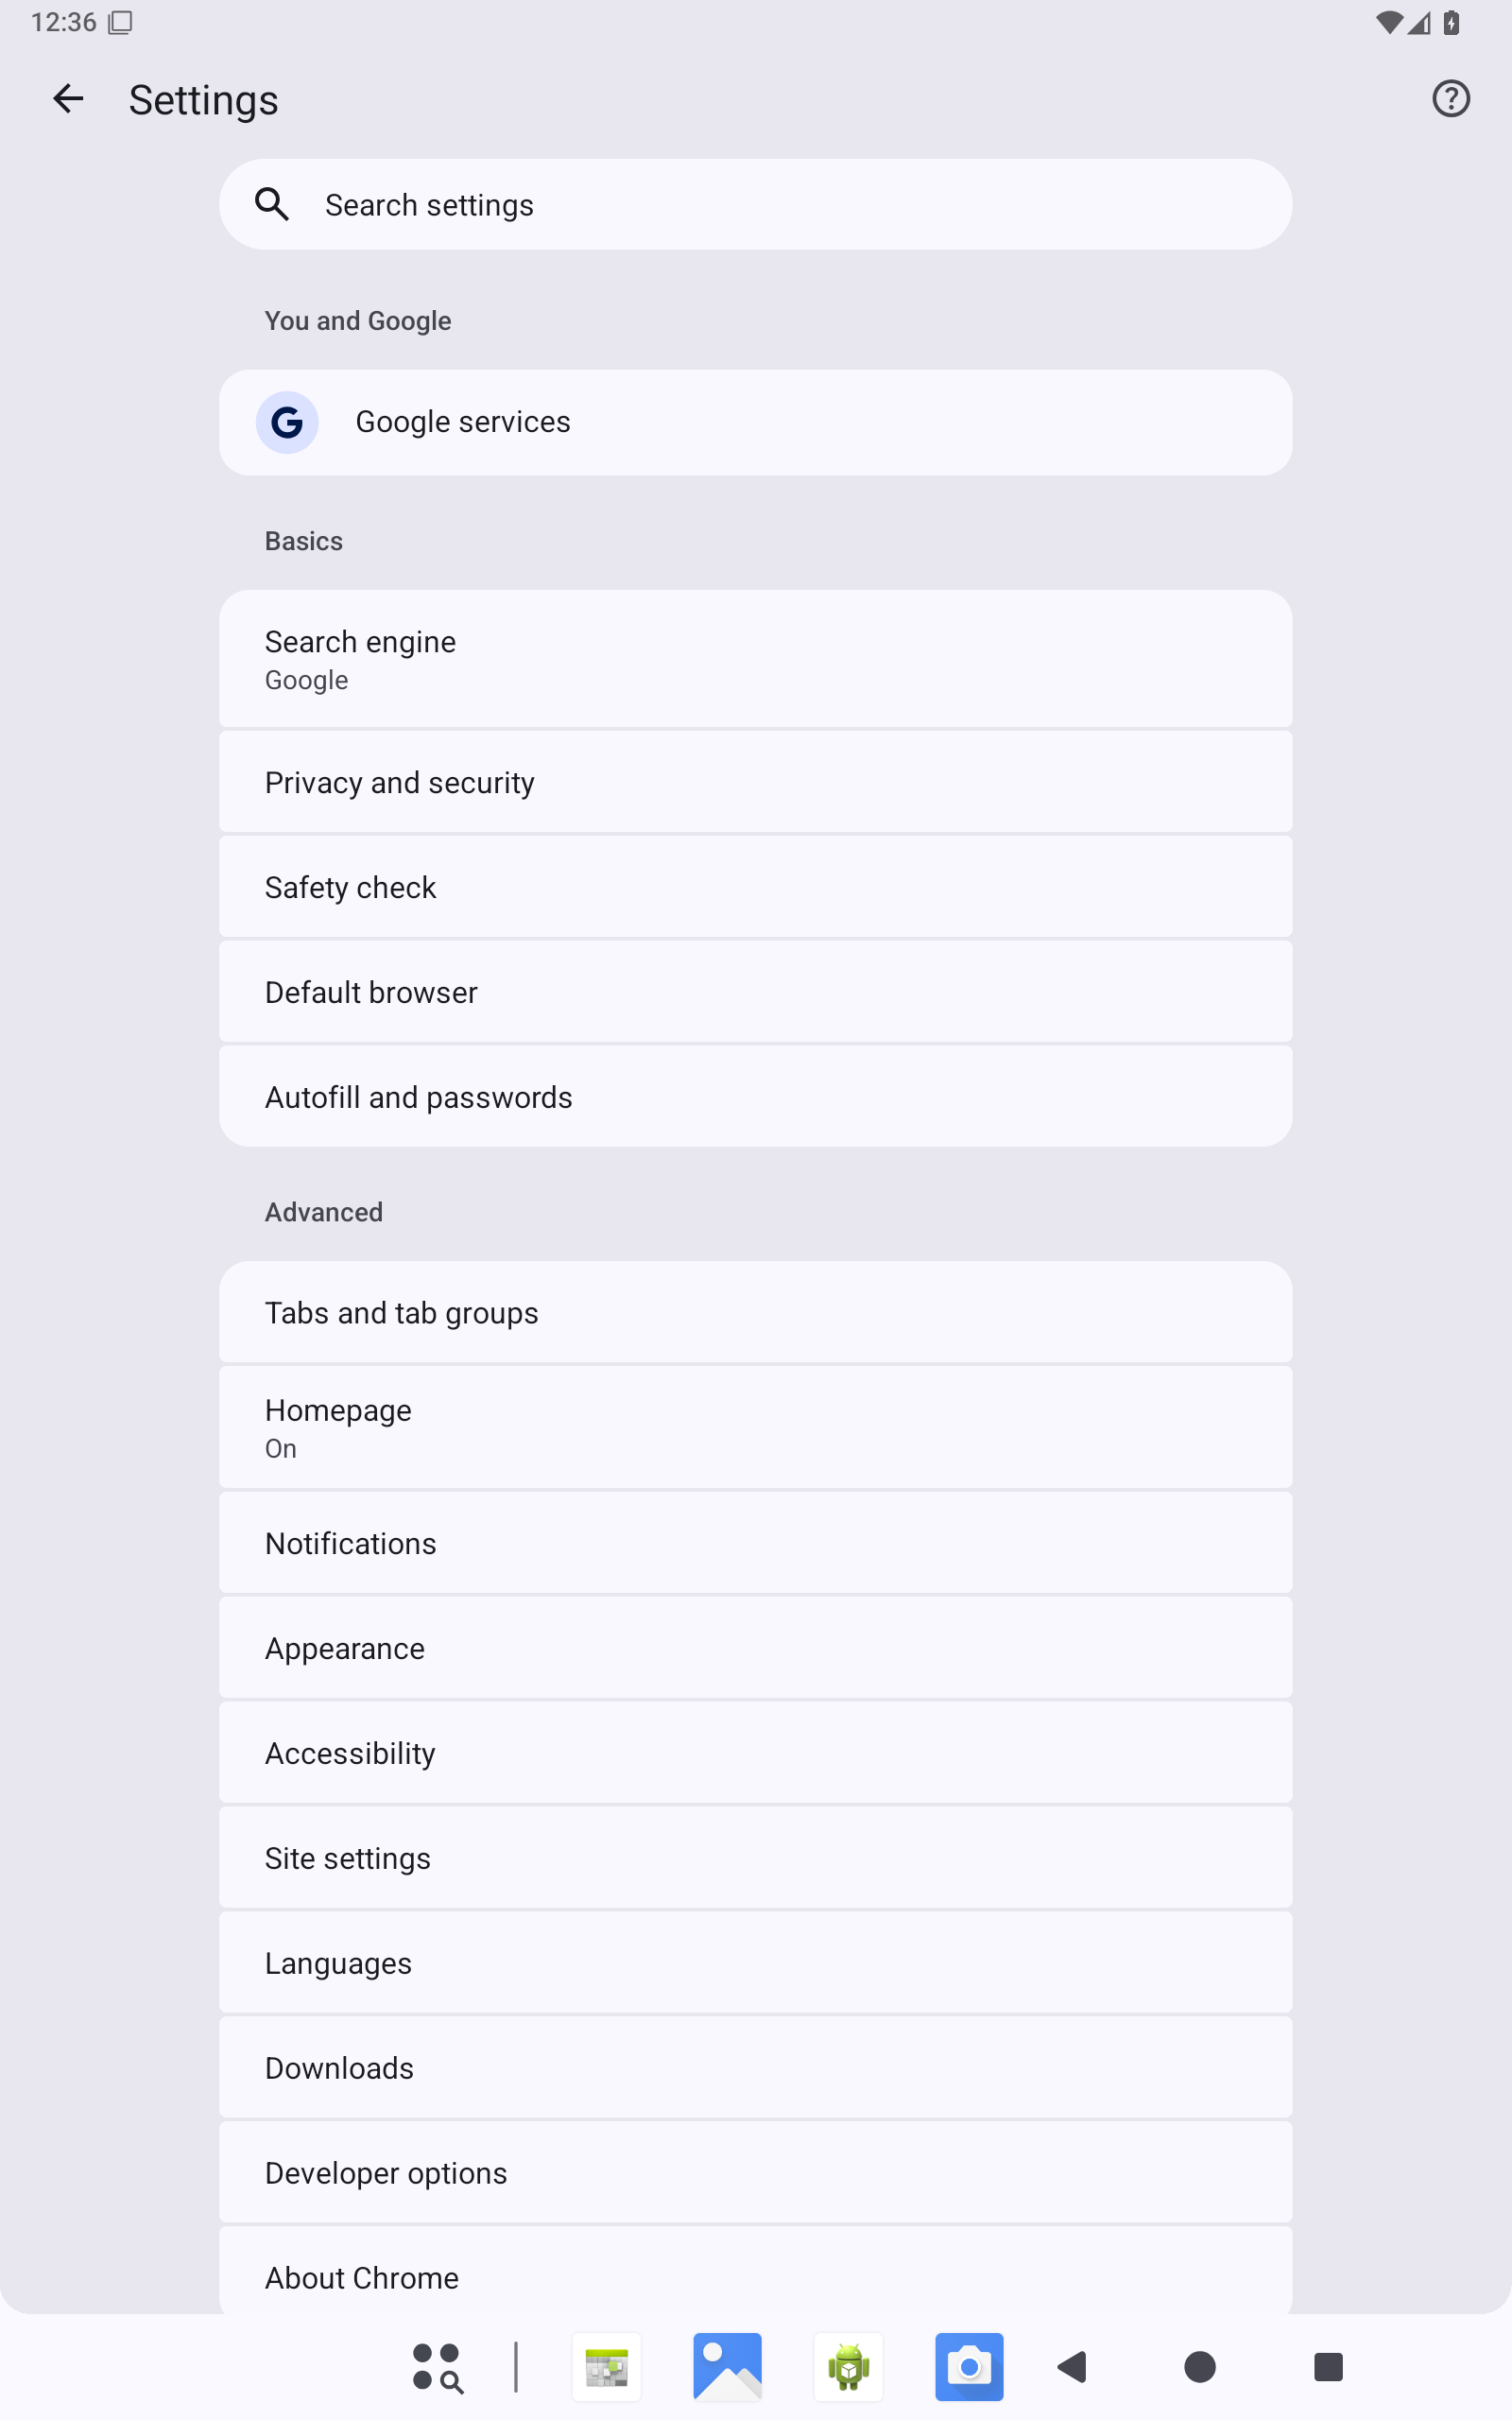 12:36
Settings
Search settings
You and Google
Google services
Basics
Search engine
Google
Privacy and security
Safety check
Default browser
Autofill and passwords
Advanced
Tabs and tab groups
Homepage
On
Notifications
Appearance
Accessibility
Site settings
Languages
Downloads
Developer options
About Chrome